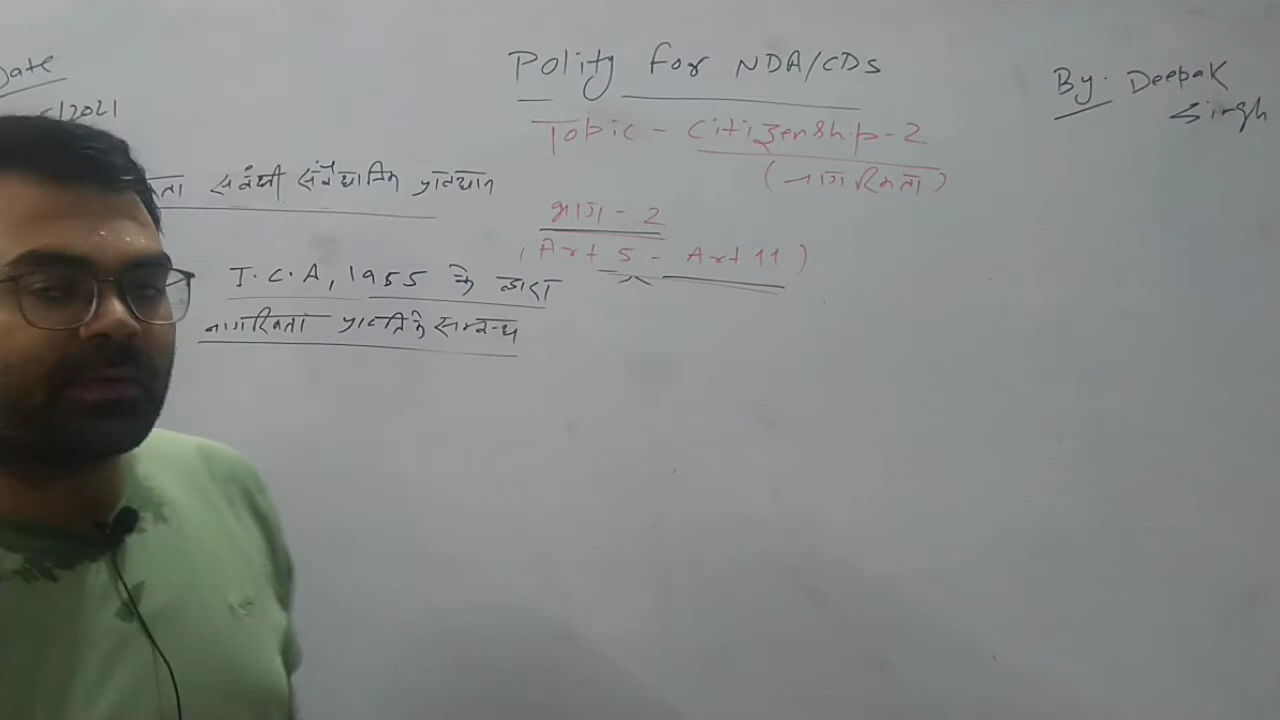 Date
/2021
Polity for NDA/CDS
By. Deepak
Singh
Topic - Citizenship-2
(नागरिकता)
भाग - 2
(Art 5 - Art 11)
ता संबंधी संवैधानिक प्रावधान
I.C.A, 1955 के द्वारा
नागरिकता प्राप्ति के सम्बन्ध